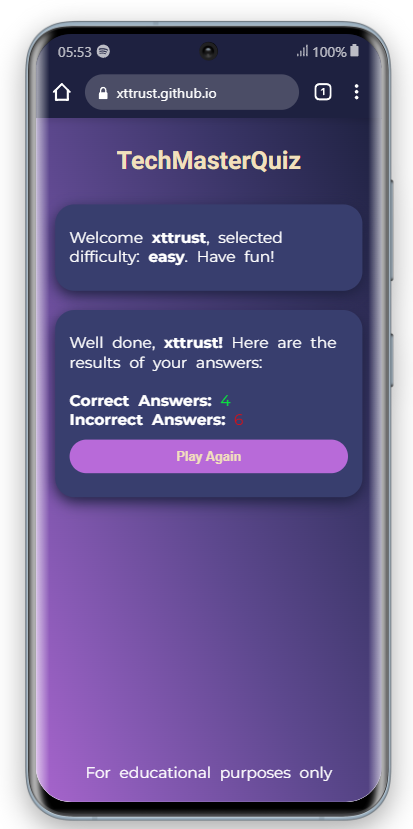 05:53 100%
xttrust.github.io 1
TechMasterQuiz
Welcome xttrust, selected
difficulty: easy. Have fun!
Well done, xttrust! Here are the
results of your answers:
Correct Answers: 4
Incorrect Answers: 6
Play Again
For educational purposes only